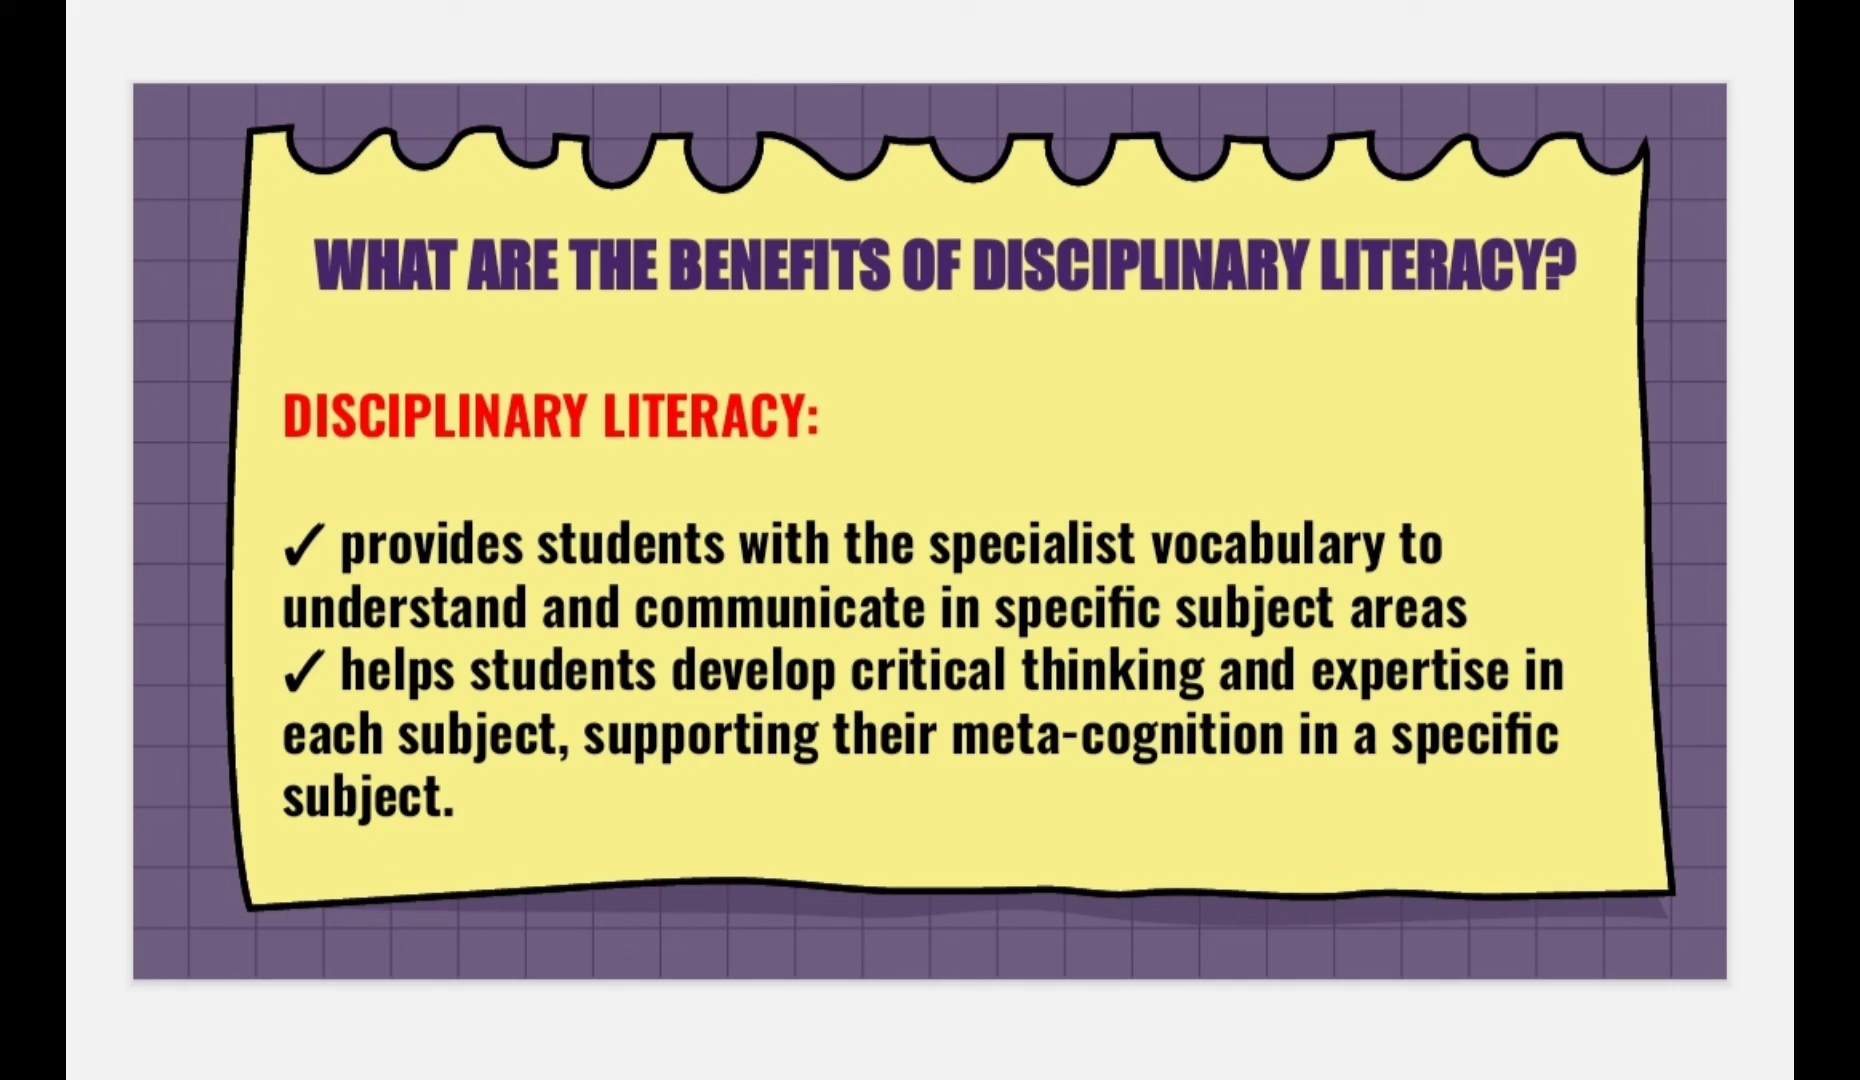 WHAT ARE THE BENEFITS OF DISCIPLINARY LITERACY?
DISCIPLINARY LITERACY:
✓ provides students with the specialist vocabulary to
understand and communicate in specific subject areas
✓ helps students develop critical thinking and expertise in
each subject, supporting their meta-cognition in a specific
subject.